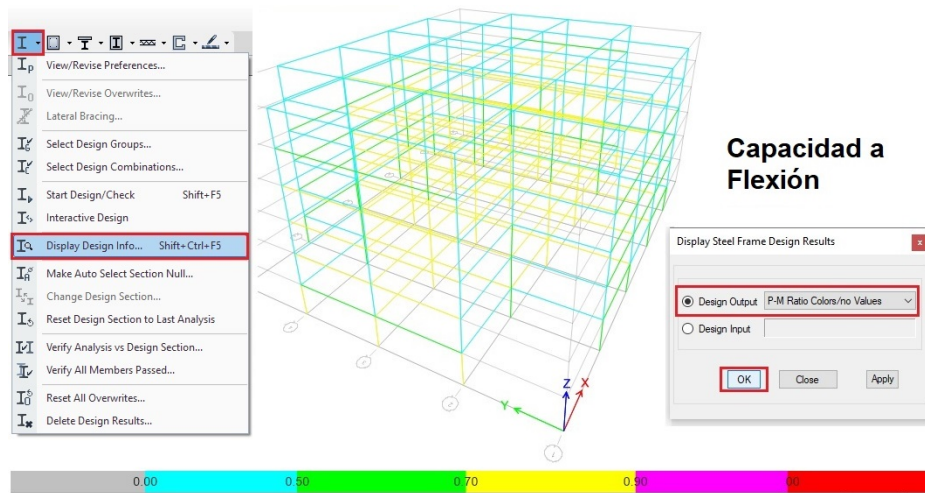 View/Revise Preferences...
View/Revise Overwrites...
Lateral Bracing...
Select Design Groups...
Select Design Combinations...
Start Design/Check Shift+F5
Interactive Design
Display Design Info... Shift+Ctrl+F5
Make Auto Select Section Null...
Change Design Section...
Reset Design Section to Last Analysis
Verify Analysis vs Design Section...
Verify All Members Passed...
Reset All Overwrites...
Delete Design Results...
Z X
Y
Capacidad a
Flexión
Display Steel Frame Design Results x
Design Output P-M Ratio Colors/no Values
Design Input
OK Close Apply
0.00 0.50 0.70 0.90 00